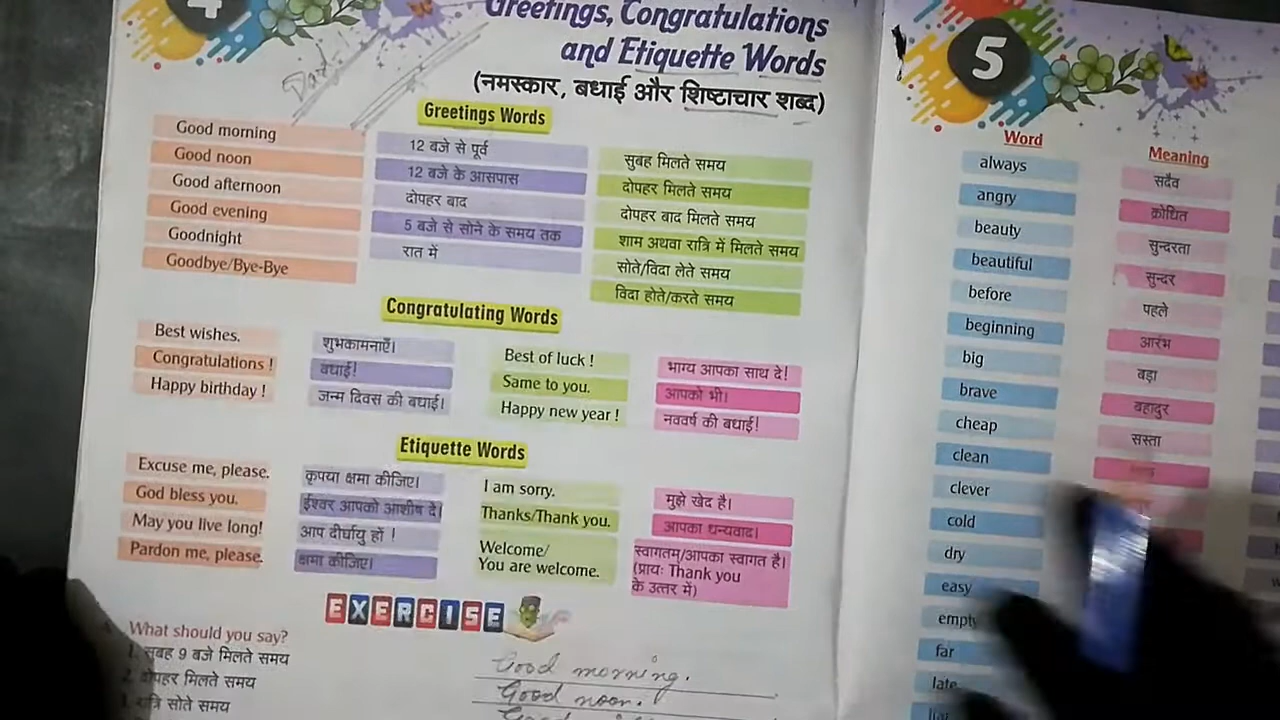 4
Greetings, Congratulations
and Etiquette Words
(नमस्कार, बधाई और शिष्टाचार शब्द)
Greetings Words
Good morning 12 बजे से पूर्व सुबह मिलते समय
Good noon 12 बजे के आसपास दोपहर मिलते समय
Good afternoon दोपहर बाद दोपहर बाद मिलते समय
Good evening 5 बजे से सोने के समय तक शाम अथवा रात्रि में मिलते समय
Goodnight रात में सोते/विदा लेते समय
Goodbye/Bye-Bye विदा होते/करते समय
Congratulating Words
Best wishes. शुभकामनाएँ। Best of luck ! भाग्य आपका साथ दे!
Congratulations ! बधाई! Same to you. आपको भी।
Happy birthday ! जन्म दिवस की बधाई। Happy new year ! नववर्ष की बधाई!
Etiquette Words
Excuse me, please. कृपया क्षमा कीजिए। I am sorry. मुझे खेद है।
God bless you. ईश्वर आपको आशीष दे। Thanks/Thank you. आपका धन्यवाद।
May you live long! आप दीर्घायु हों ! Welcome/ स्वागतम्/आपका स्वागत है।
Pardon me, please. क्षमा कीजिए। You are welcome. (प्रायः Thank you
के उत्तर में)
EXERCISE
What should you say?
1. सुबह 9 बजे मिलते समय Good morning.
2. दोपहर मिलते समय Good noon.
रात्रि सोते समय Good
5
Word Meaning
always सदैव
angry क्रोधित
beauty सुन्दरता
beautiful सुन्दर
before पहले
beginning आरंभ
big बड़ा
brave बहादुर
cheap सस्ता
clean
clever
cold
dry
easy
empty
far
late